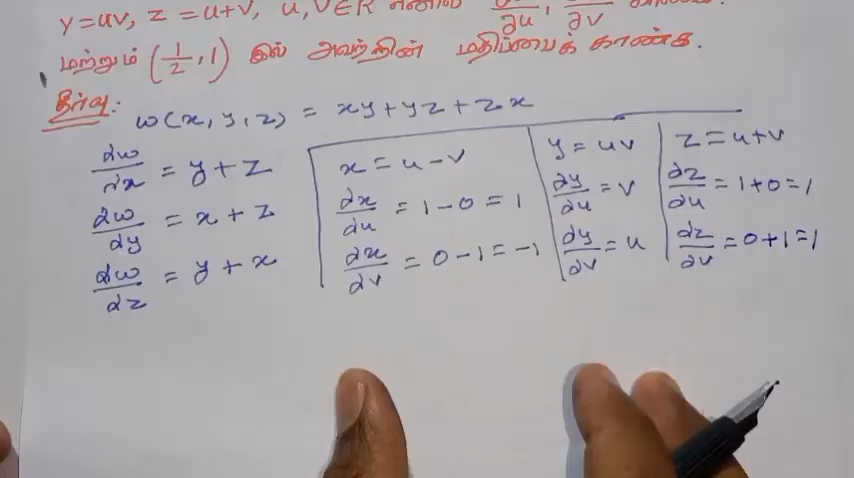 y = uv, z = u+v, u, v ∈ R எனில் ∂u, ∂v
மற்றும் (1/2, 1) இல் அவற்றின் மதிப்பைக் காண்க.
தீர்வு:
w(x, y, z) = xy + yz + zx
∂w/∂x = y + z
∂w/∂y = x + z
∂w/∂z = y + x
x = u - v
∂x/∂u = 1 - 0 = 1
∂x/∂v = 0 - 1 = -1
y = uv
∂y/∂u = v
∂y/∂v = u
z = u + v
∂z/∂u = 1 + 0 = 1
∂z/∂v = 0 + 1 = 1